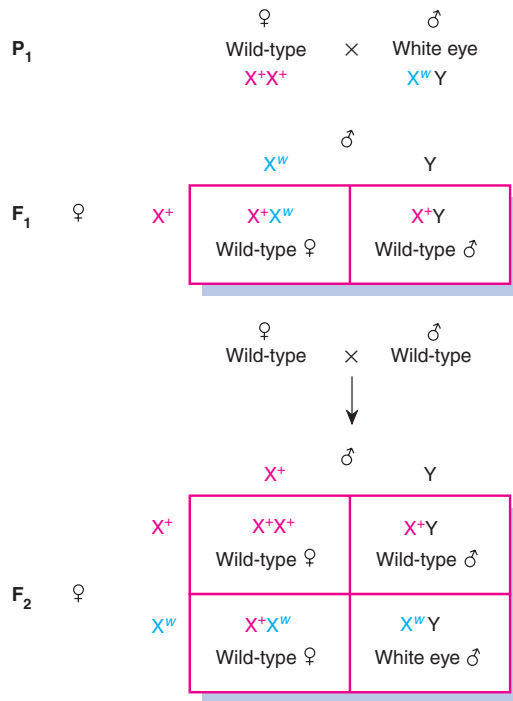 ♀ ♂
P₁ Wild-type × White eye
X⁺X⁺ XʷY
♂
Xʷ Y
F₁ ♀ X⁺ X⁺Xʷ X⁺Y
Wild-type ♀ Wild-type ♂
♀ ♂
Wild-type × Wild-type
♂
X⁺ Y
X⁺ X⁺X⁺ X⁺Y
Wild-type ♀ Wild-type ♂
F₂ ♀
Xʷ X⁺Xʷ XʷY
Wild-type ♀ White eye ♂